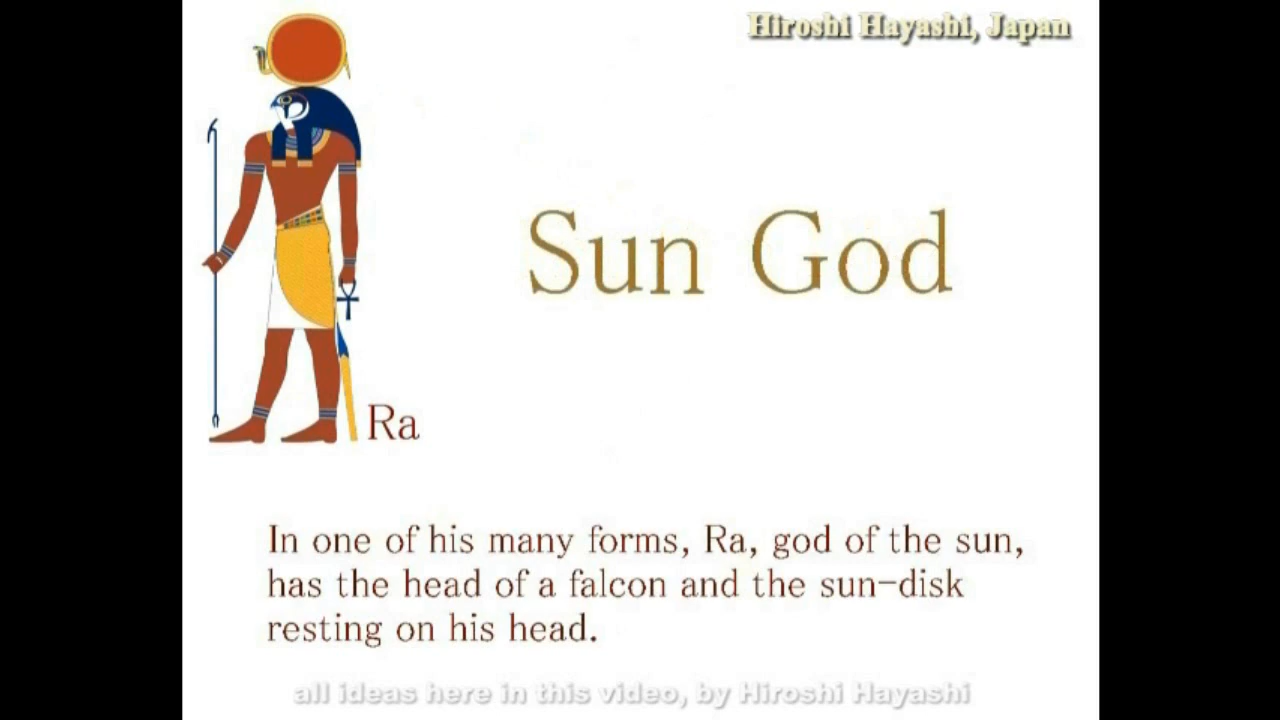 Hiroshi Hayashi, Japan
Sun God
Ra
In one of his many forms, Ra, god of the sun,
has the head of a falcon and the sun-disk
resting on his head.
all ideas here in this video, by Hiroshi Hayashi